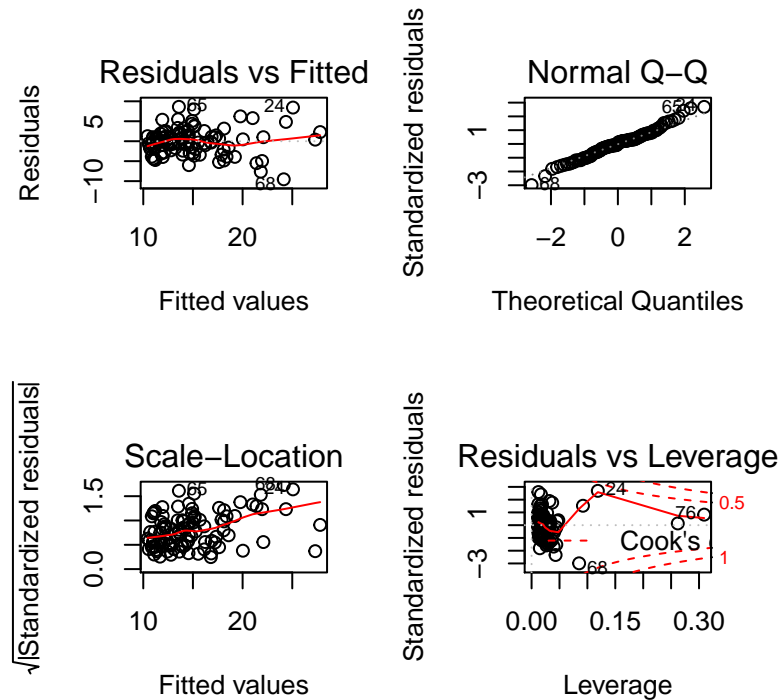 Residuals vs Fitted
Residuals
5
-10
65
24
68
10
20
Fitted values
Normal Q-Q
Standardized residuals
1
-3
68
-2
0
2
Theoretical Quantiles
Scale-Location
√|Standardized residuals|
1.5
0.0
65
24
10
20
Fitted values
Residuals vs Leverage
Standardized residuals
1
-3
24
76
68
Cook's
0.5
1
0.00
0.15
0.30
Leverage